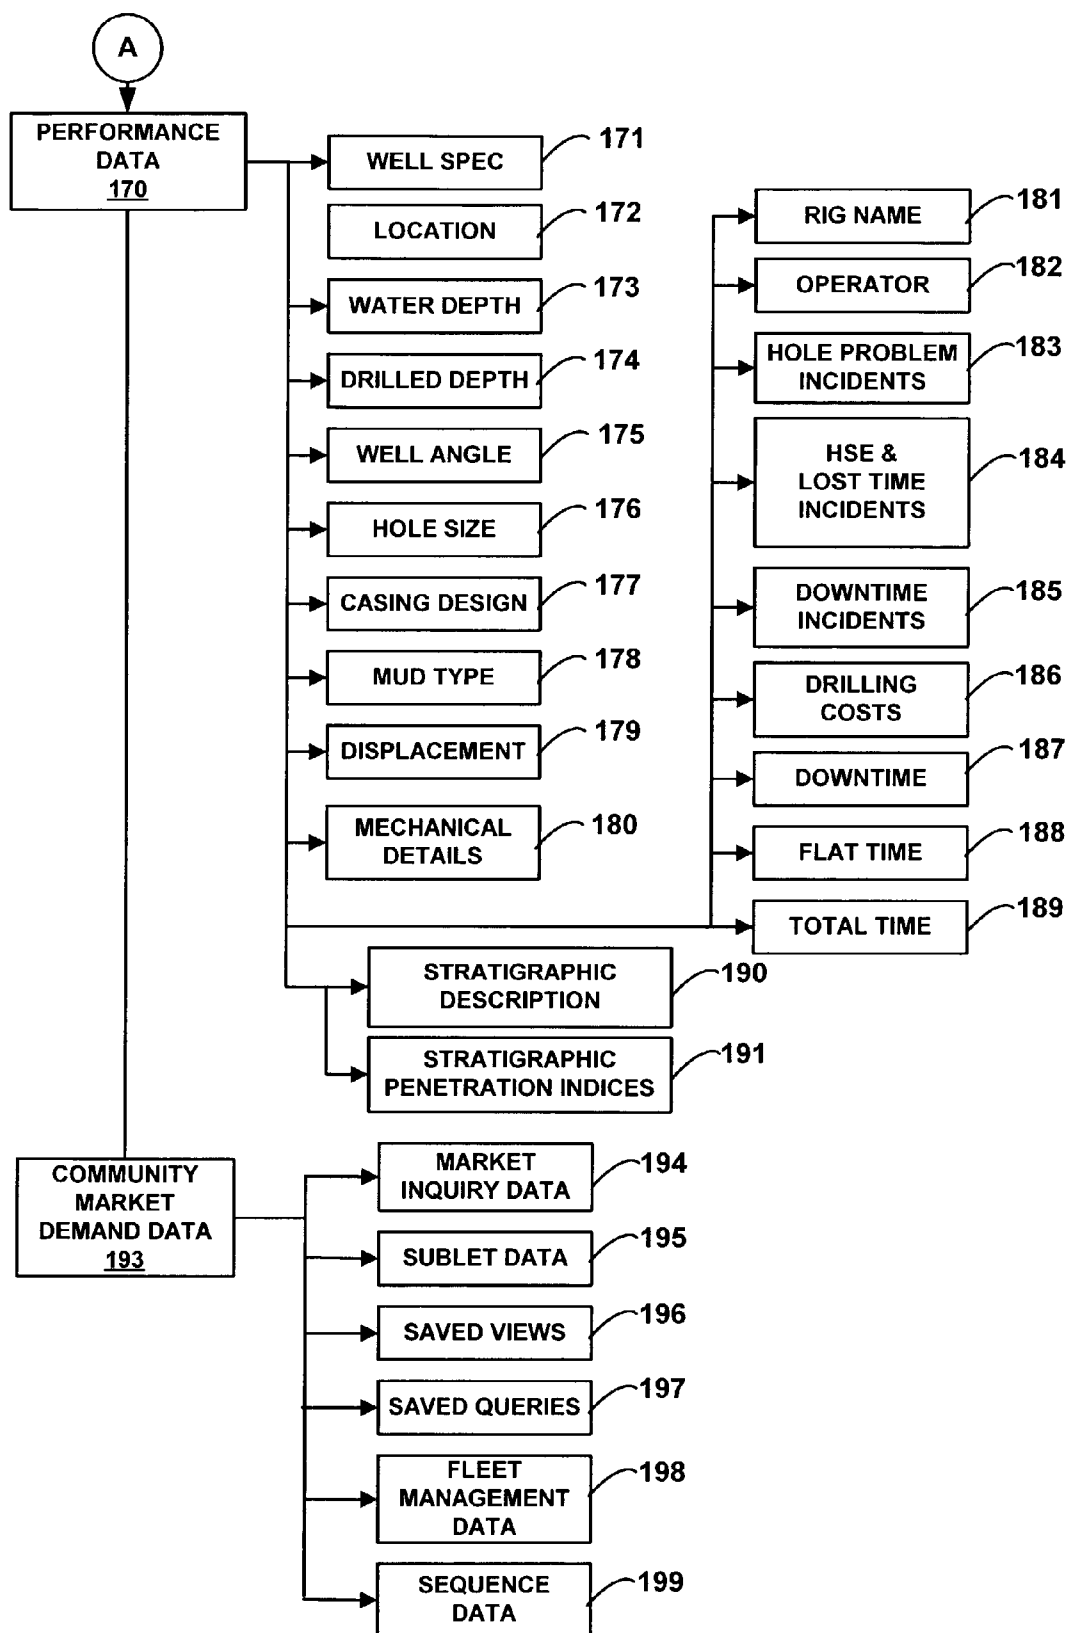 A
PERFORMANCE
DATA
170
WELL SPEC
171
LOCATION
172
WATER DEPTH
173
DRILLED DEPTH
174
WELL ANGLE
175
HOLE SIZE
176
CASING DESIGN
177
MUD TYPE
178
DISPLACEMENT
179
MECHANICAL
DETAILS
180
RIG NAME
181
OPERATOR
182
HOLE PROBLEM
INCIDENTS
183
HSE &
LOST TIME
INCIDENTS
184
DOWNTIME
INCIDENTS
185
DRILLING
COSTS
186
DOWNTIME
187
FLAT TIME
188
TOTAL TIME
189
STRATIGRAPHIC
DESCRIPTION
190
STRATIGRAPHIC
PENETRATION INDICES
191
COMMUNITY
MARKET
DEMAND DATA
193
MARKET
INQUIRY DATA
194
SUBLET DATA
195
SAVED VIEWS
196
SAVED QUERIES
197
FLEET
MANAGEMENT
DATA
198
SEQUENCE
DATA
199